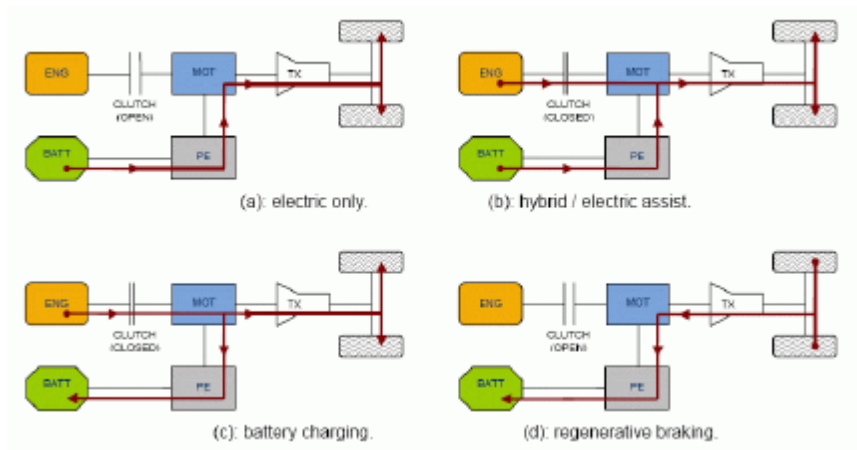 ENG
MOT
TX
CLUTCH
(OPEN)
BATT
PE
(a): electric only.
ENG
MOT
TX
CLUTCH
(CLOSED)
BATT
PE
(b): hybrid / electric assist.
ENG
MOT
TX
CLUTCH
(CLOSED)
BATT
PE
(c): battery charging.
ENG
MOT
TX
CLUTCH
(OPEN)
BATT
PE
(d): regenerative braking.